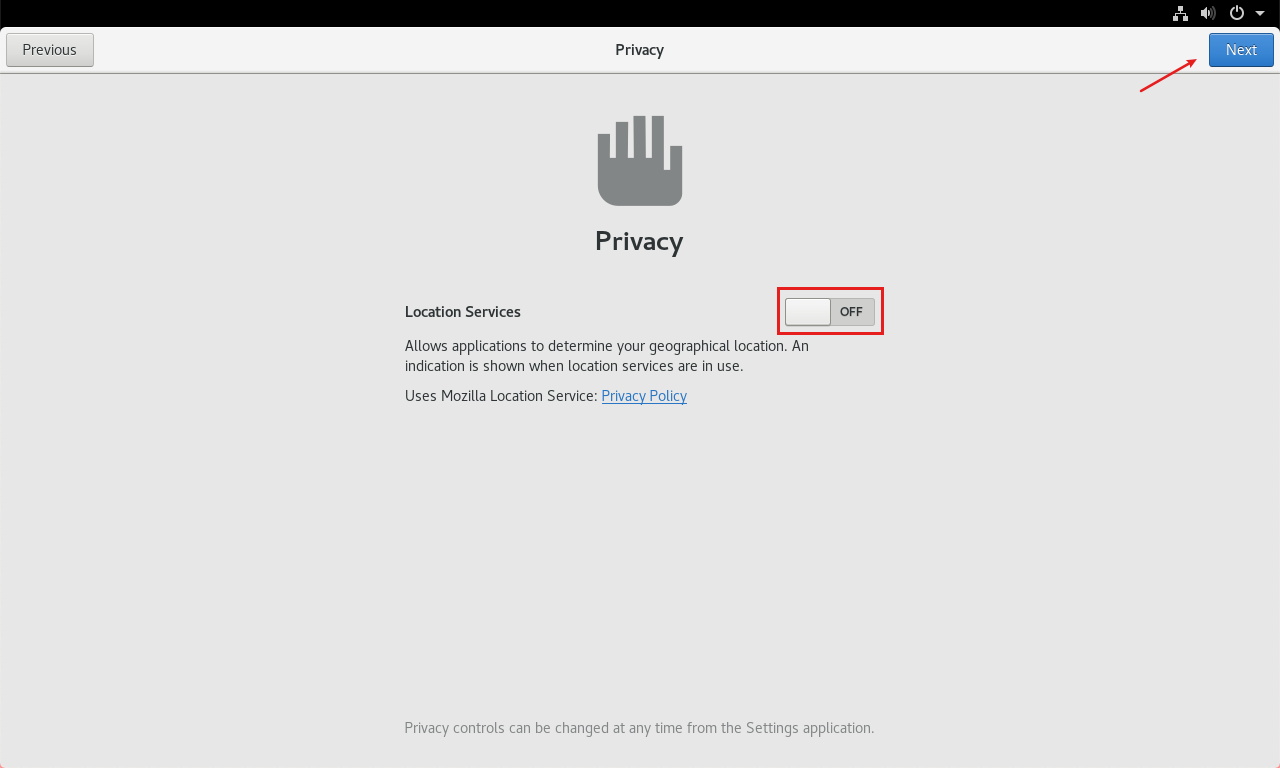 Previous
Privacy
Next
Privacy
Location Services
OFF
Allows applications to determine your geographical location. An
indication is shown when location services are in use.
Uses Mozilla Location Service: Privacy Policy
Privacy controls can be changed at any time from the Settings application.